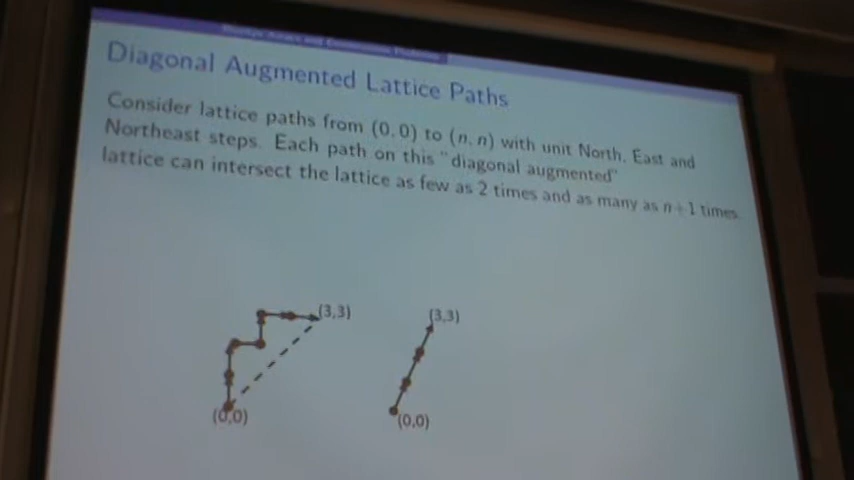 Diagonal Augmented Lattice Paths
Consider lattice paths from (0,0) to (n, n) with unit North, East and
Northeast steps. Each path on this "diagonal augmented"
lattice can intersect the lattice as few as 2 times and as many as n+1 times.
(3,3)
(3,3)
(0,0)
(0,0)